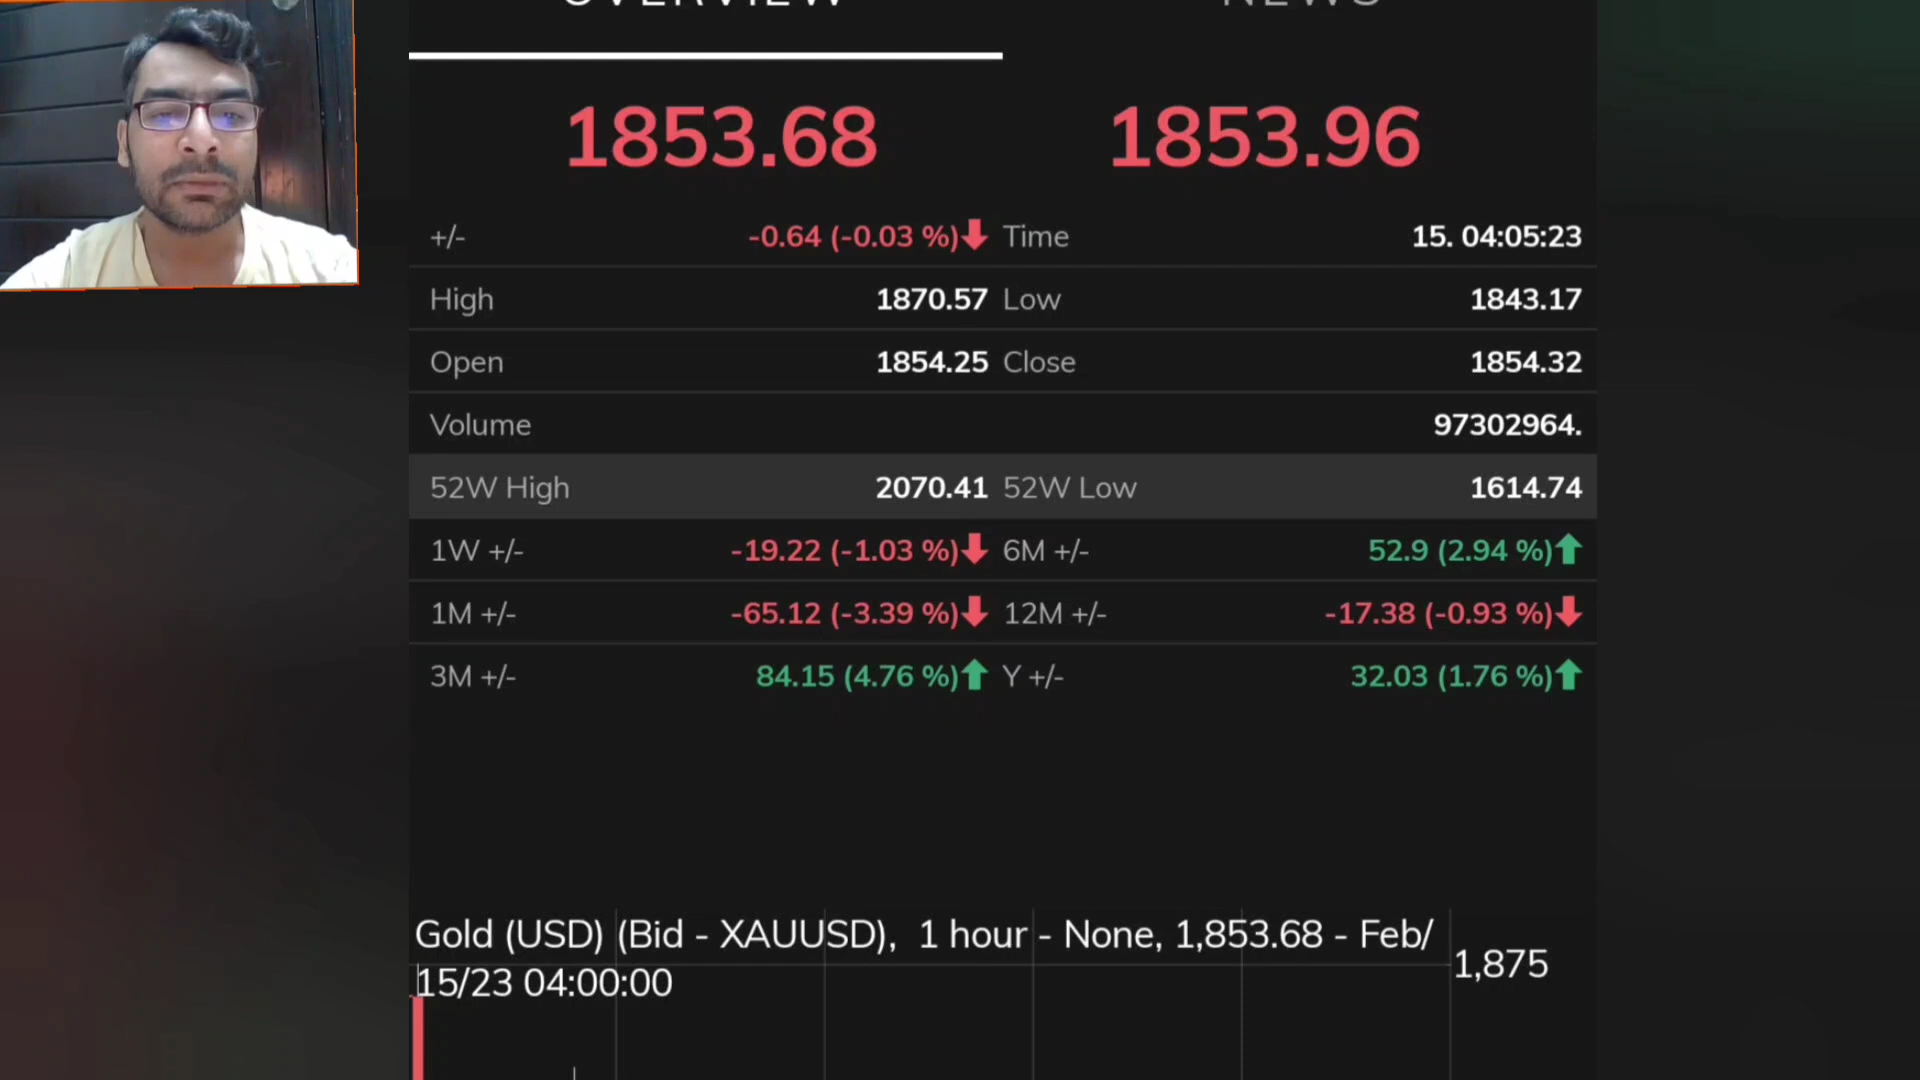 OVERVIEW NEWS
1853.68 1853.96
+/- -0.64 (-0.03 %) Time 15. 04:05:23
High 1870.57 Low 1843.17
Open 1854.25 Close 1854.32
Volume 97302964.
52W High 2070.41 52W Low 1614.74
1W +/- -19.22 (-1.03 %) 6M +/- 52.9 (2.94 %)
1M +/- -65.12 (-3.39 %) 12M +/- -17.38 (-0.93 %)
3M +/- 84.15 (4.76 %) Y +/- 32.03 (1.76 %)
Gold (USD) (Bid - XAUUSD), 1 hour - None, 1,853.68 - Feb/
15/23 04:00:00
1,875